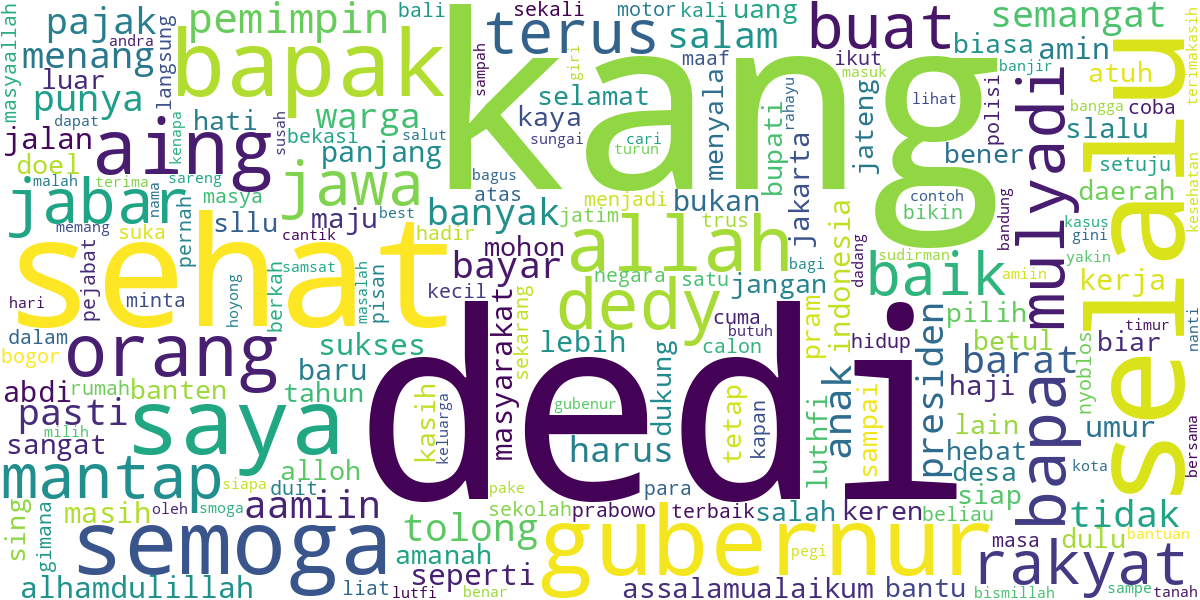 kang
dedi
sehat
selalu
gubernur
semoga
saya
bapak
aing
orang
jabar
mantap
jawa
allah
dedy
terus
buat
baik
rakyat
bapa
mulyadi
pajak
pemimpin
bali
sekali
motor
kali
uang
semangat
masyaallah
andra
menang
langsung
sampah
giri
salam
maaf
ikut
masuk
biasa
amin
banjir
terimakasih
luar
punya
dapat
hati
warga
selamat
kaya
menyala
rahayu
lihat
polisi
atuh
bangga
coba
jalan
kenapa
bekasi
susah
salut
sungai
cari
turun
bupati
jateng
bener
slalu
doel
panjang
setuju
malah
terima
nama
sareng
masya
bagus
atas
menjadi
bukan
jakarta
contoh
bikin
daerah
kesehatan
memang
suka
pernah
sllu
maju
best
banyak
jatim
trus
bandung
kasus
gini
cantik
hadir
mohon
dadang
sudirman
yakin
pejabat
hoyong
berkah
samsat
masalah
pisan
bayar
negara
satu
bagi
indonesia
amiin
kerja
hari
minta
kecil
sekarang
jangan
pram
pilih
nanti
dalam
sukses
masyarakat
lebih
cuma
butuh
calon
hidup
presiden
betul
timur
bogor
baru
dukung
barat
biar
nyoblos
abdi
rumah
banten
tahun
kasih
keluarga
gubenur
tetap
kapan
luthfi
anak
sampai
haji
pasti
milih
sangat
harus
lain
umur
hebat
bersama
alloh
siapa
desa
kota
duit
siap
sing
gimana
masih
oleh
smoga
aamiin
tolong
pake
sekolah
prabowo
para
terbaik
salah
keren
beliau
masa
tidak
dulu
bantuan
amanah
pegi
alhamdulillah
liat
lutfi
seperti
benar
assalamualaikum
bantu
bismillah
sampe
tanah